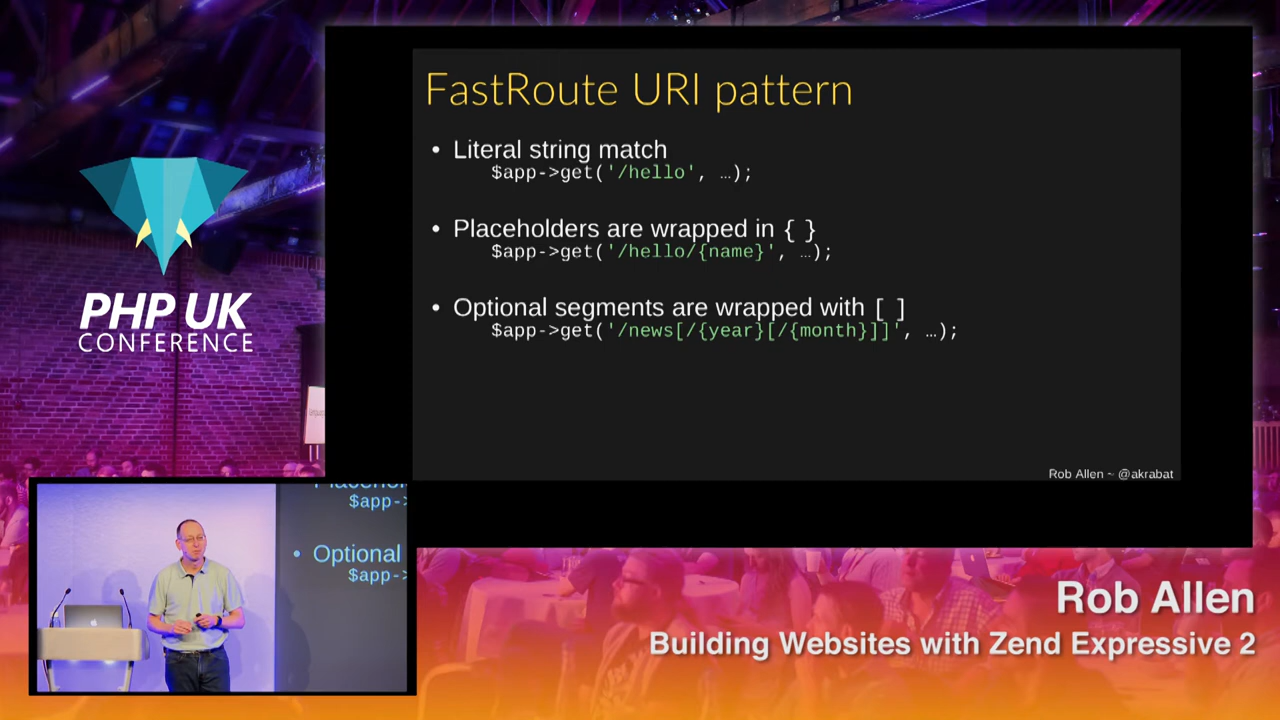 FastRoute URI pattern
• Literal string match
$app->get('/hello', …);
• Placeholders are wrapped in { }
$app->get('/hello/{name}', …);
• Optional segments are wrapped with [ ]
$app->get('/news[/{year}[/{month}]]', …);
Rob Allen ~ @akrabat
PHP UK
CONFERENCE
$app->
• Optional
$app->
Rob Allen
Building Websites with Zend Expressive 2